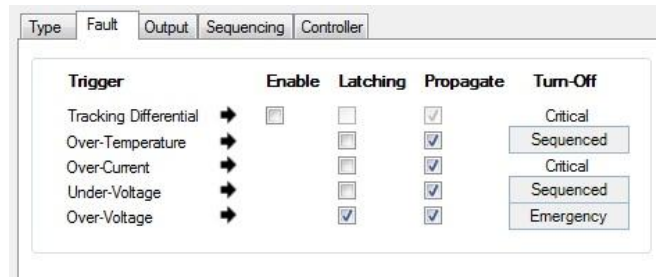 Type Fault Output Sequencing Controller
Trigger Enable Latching Propagate Turn-Off
Tracking Differential Critical
Over-Temperature Sequenced
Over-Current Critical
Under-Voltage Sequenced
Over-Voltage Emergency